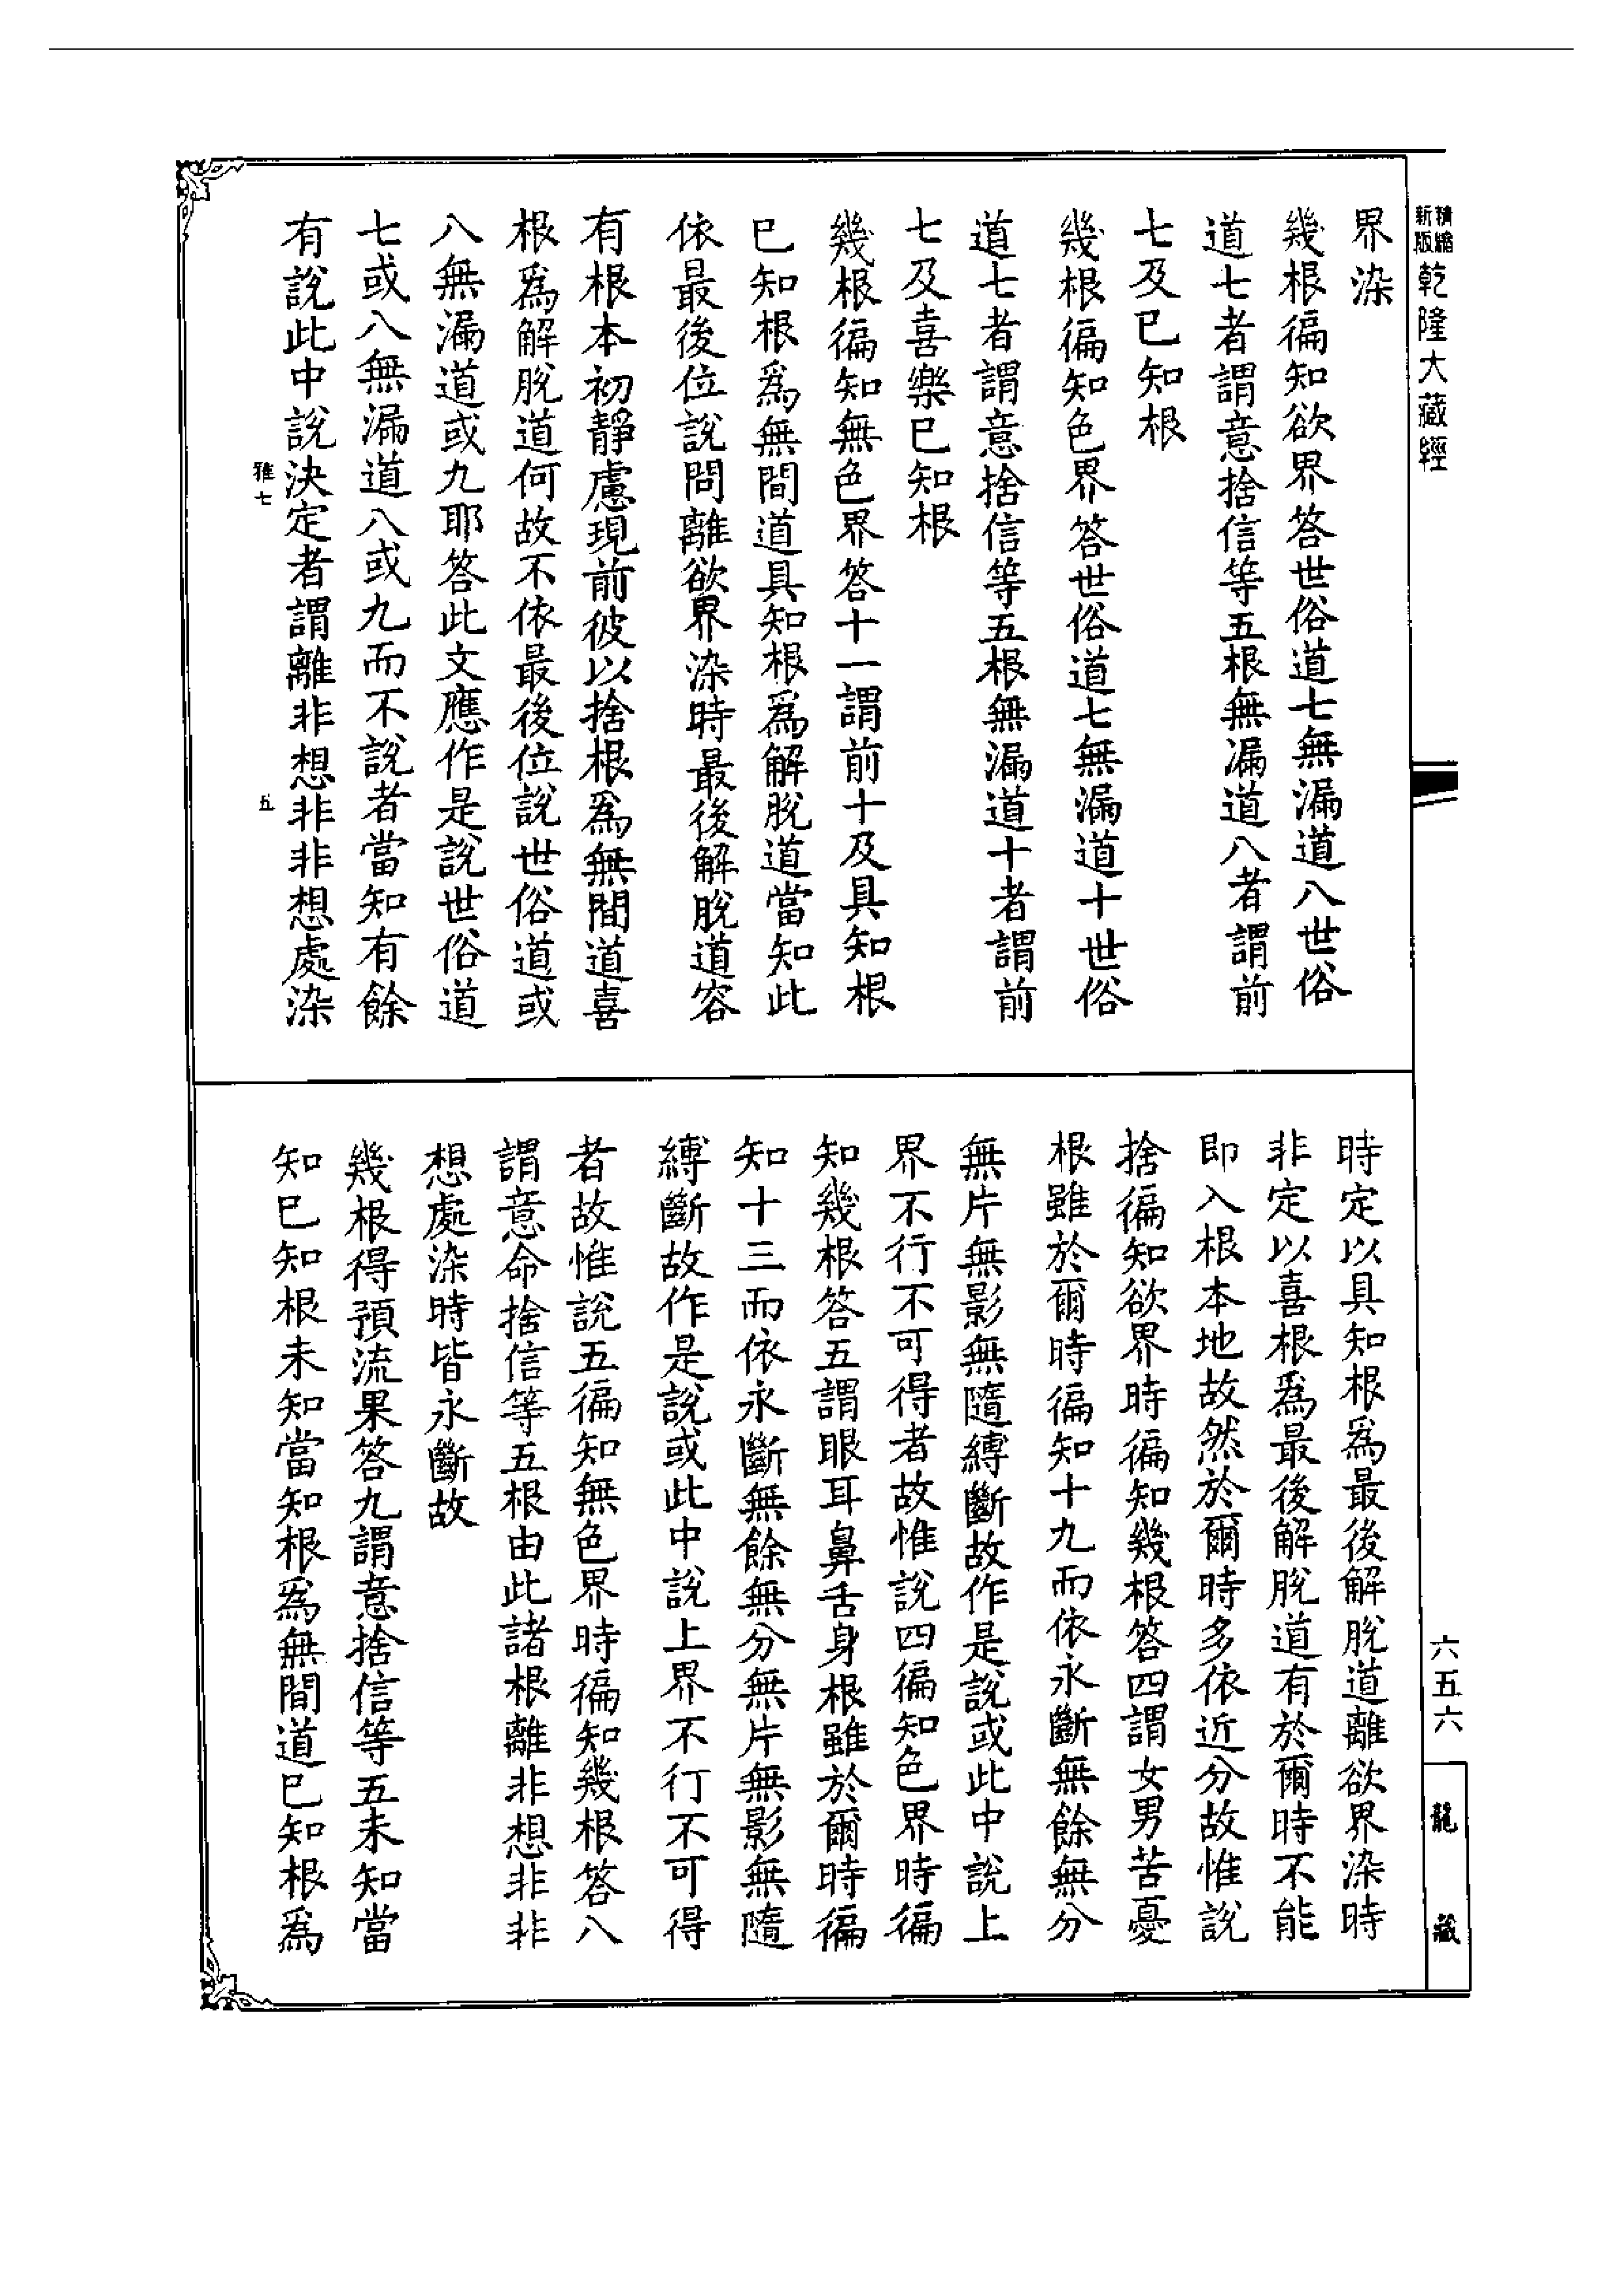 精縮
新版
乾隆大藏經
界染
幾根徧知欲界答世俗道七無漏道八世俗
道七者謂意捨信等五根無漏道八者謂前
七及已知根
幾根徧知色界答世俗道七無漏道十世俗
道七者謂意捨信等五根無漏道十者謂前
七及喜樂已知根
幾根徧知無色界答十一謂前十及具知根
已知根爲無間道具知根爲解脫道當知此
依最後位說問離欲界染時最後解脫道容
有根本初靜慮現前彼以捨根爲無間道喜
根爲解脫道何故不依最後位說世俗道或
八無漏道或九耶答此文應作是說世俗道
七或八無漏道八或九而不說者當知有餘
有說此中說決定者謂離非想非非想處染
雅七
五
時定以具知根爲最後解脫道離欲界染時
非定以喜根爲最後解脫道有於爾時不能
即入根本地故然於爾時多依近分故惟說
捨徧知欲界時徧知幾根答四謂女男苦憂
根雖於爾時徧知十九而依永斷無餘無分
無片無影無隨縛斷故作是說或此中說上
界不行不可得者故惟說四徧知色界時徧
知幾根答五謂眼耳鼻舌身根雖於爾時徧
知十三而依永斷無餘無分無片無影無隨
縛斷故作是說或此中說上界不行不可得
者故惟說五徧知無色界時徧知幾根答八
謂意命捨信等五根由此諸根離非想非非
想處染時皆永斷故
幾根得預流果答九謂意捨信等五未知當
知已知根未知當知根爲無間道已知根爲
六五六
龍藏